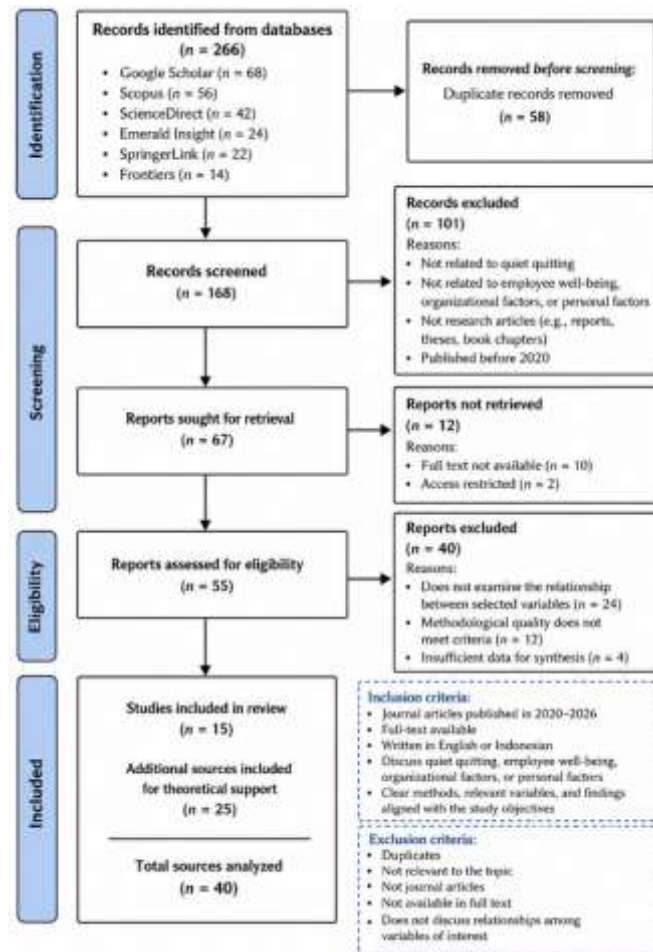 Identification
Records identified from databases
(n = 266)
• Google Scholar (n = 68)
• Scopus (n = 56)
• ScienceDirect (n = 42)
• Emerald Insight (n = 24)
• SpringerLink (n = 22)
• Frontiers (n = 14)
Records removed before screening:
Duplicate records removed
(n = 58)
Screening
Records screened
(n = 168)
Records excluded
(n = 101)
Reasons:
• Not related to quiet quitting
• Not related to employee well-being,
organizational factors, or personal factors
• Not research articles (e.g., reports,
theses, book chapters)
• Published before 2020
Reports sought for retrieval
(n = 67)
Reports not retrieved
(n = 12)
Reasons:
• Full text not available (n = 10)
• Access restricted (n = 2)
Eligibility
Reports assessed for eligibility
(n = 55)
Reports excluded
(n = 40)
Reasons:
• Does not examine the relationship
between selected variables (n = 24)
• Methodological quality does not
meet criteria (n = 12)
• Insufficient data for synthesis (n = 4)
Included
Studies included in review
(n = 15)
Additional sources included
for theoretical support
(n = 25)
Total sources analyzed
(n = 40)
Inclusion criteria:
• Journal articles published in 2020–2026
• Full-text available
• Written in English or Indonesian
• Discuss quiet quitting, employee well-being,
organizational factors, or personal factors
• Clear methods, relevant variables, and findings
aligned with the study objectives
Exclusion criteria:
• Duplicates
• Not relevant to the topic
• Not journal articles
• Not available in full text
• Does not discuss relationships among
variables of interest